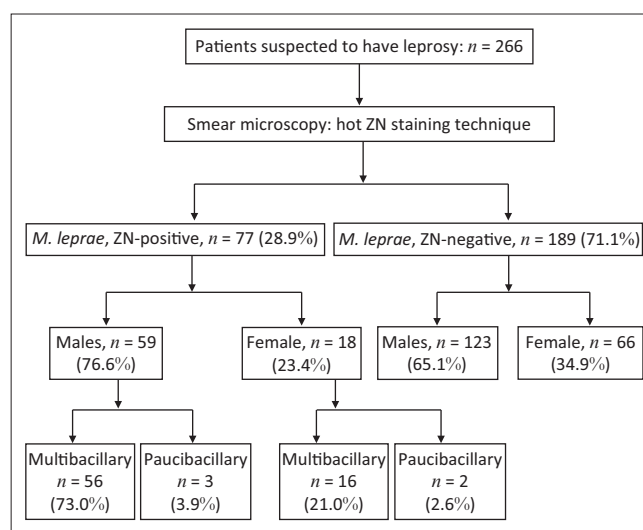 Patients suspected to have leprosy: n = 266
Smear microscopy: hot ZN staining technique
M. leprae, ZN-positive, n = 77 (28.9%)
M. leprae, ZN-negative, n = 189 (71.1%)
Males, n = 59
(76.6%)
Female, n = 18
(23.4%)
Males, n = 123
(65.1%)
Female, n = 66
(34.9%)
Multibacillary
n = 56
(73.0%)
Paucibacillary
n = 3
(3.9%)
Multibacillary
n = 16
(21.0%)
Paucibacillary
n = 2
(2.6%)